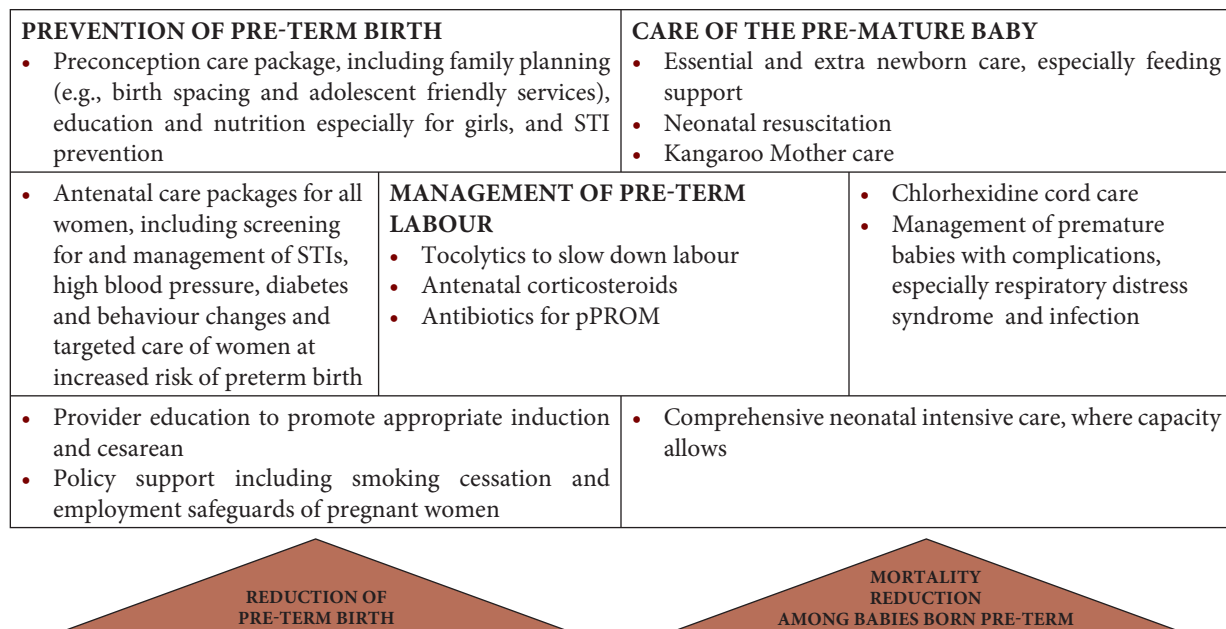 PREVENTION OF PRE-TERM BIRTH
• Preconception care package, including family planning
(e.g., birth spacing and adolescent friendly services),
education and nutrition especially for girls, and STI
prevention
CARE OF THE PRE-MATURE BABY
• Essential and extra newborn care, especially feeding
support
• Neonatal resuscitation
• Kangaroo Mother care
• Antenatal care packages for all
women, including screening
for and management of STIs,
high blood pressure, diabetes
and behaviour changes and
targeted care of women at
increased risk of preterm birth
MANAGEMENT OF PRE-TERM
LABOUR
• Tocolytics to slow down labour
• Antenatal corticosteroids
• Antibiotics for pPROM
• Chlorhexidine cord care
• Management of premature
babies with complications,
especially respiratory distress
syndrome and infection
• Provider education to promote appropriate induction
and cesarean
• Policy support including smoking cessation and
employment safeguards of pregnant women
• Comprehensive neonatal intensive care, where capacity
allows
REDUCTION OF
PRE-TERM BIRTH
MORTALITY
REDUCTION
AMONG BABIES BORN PRE-TERM